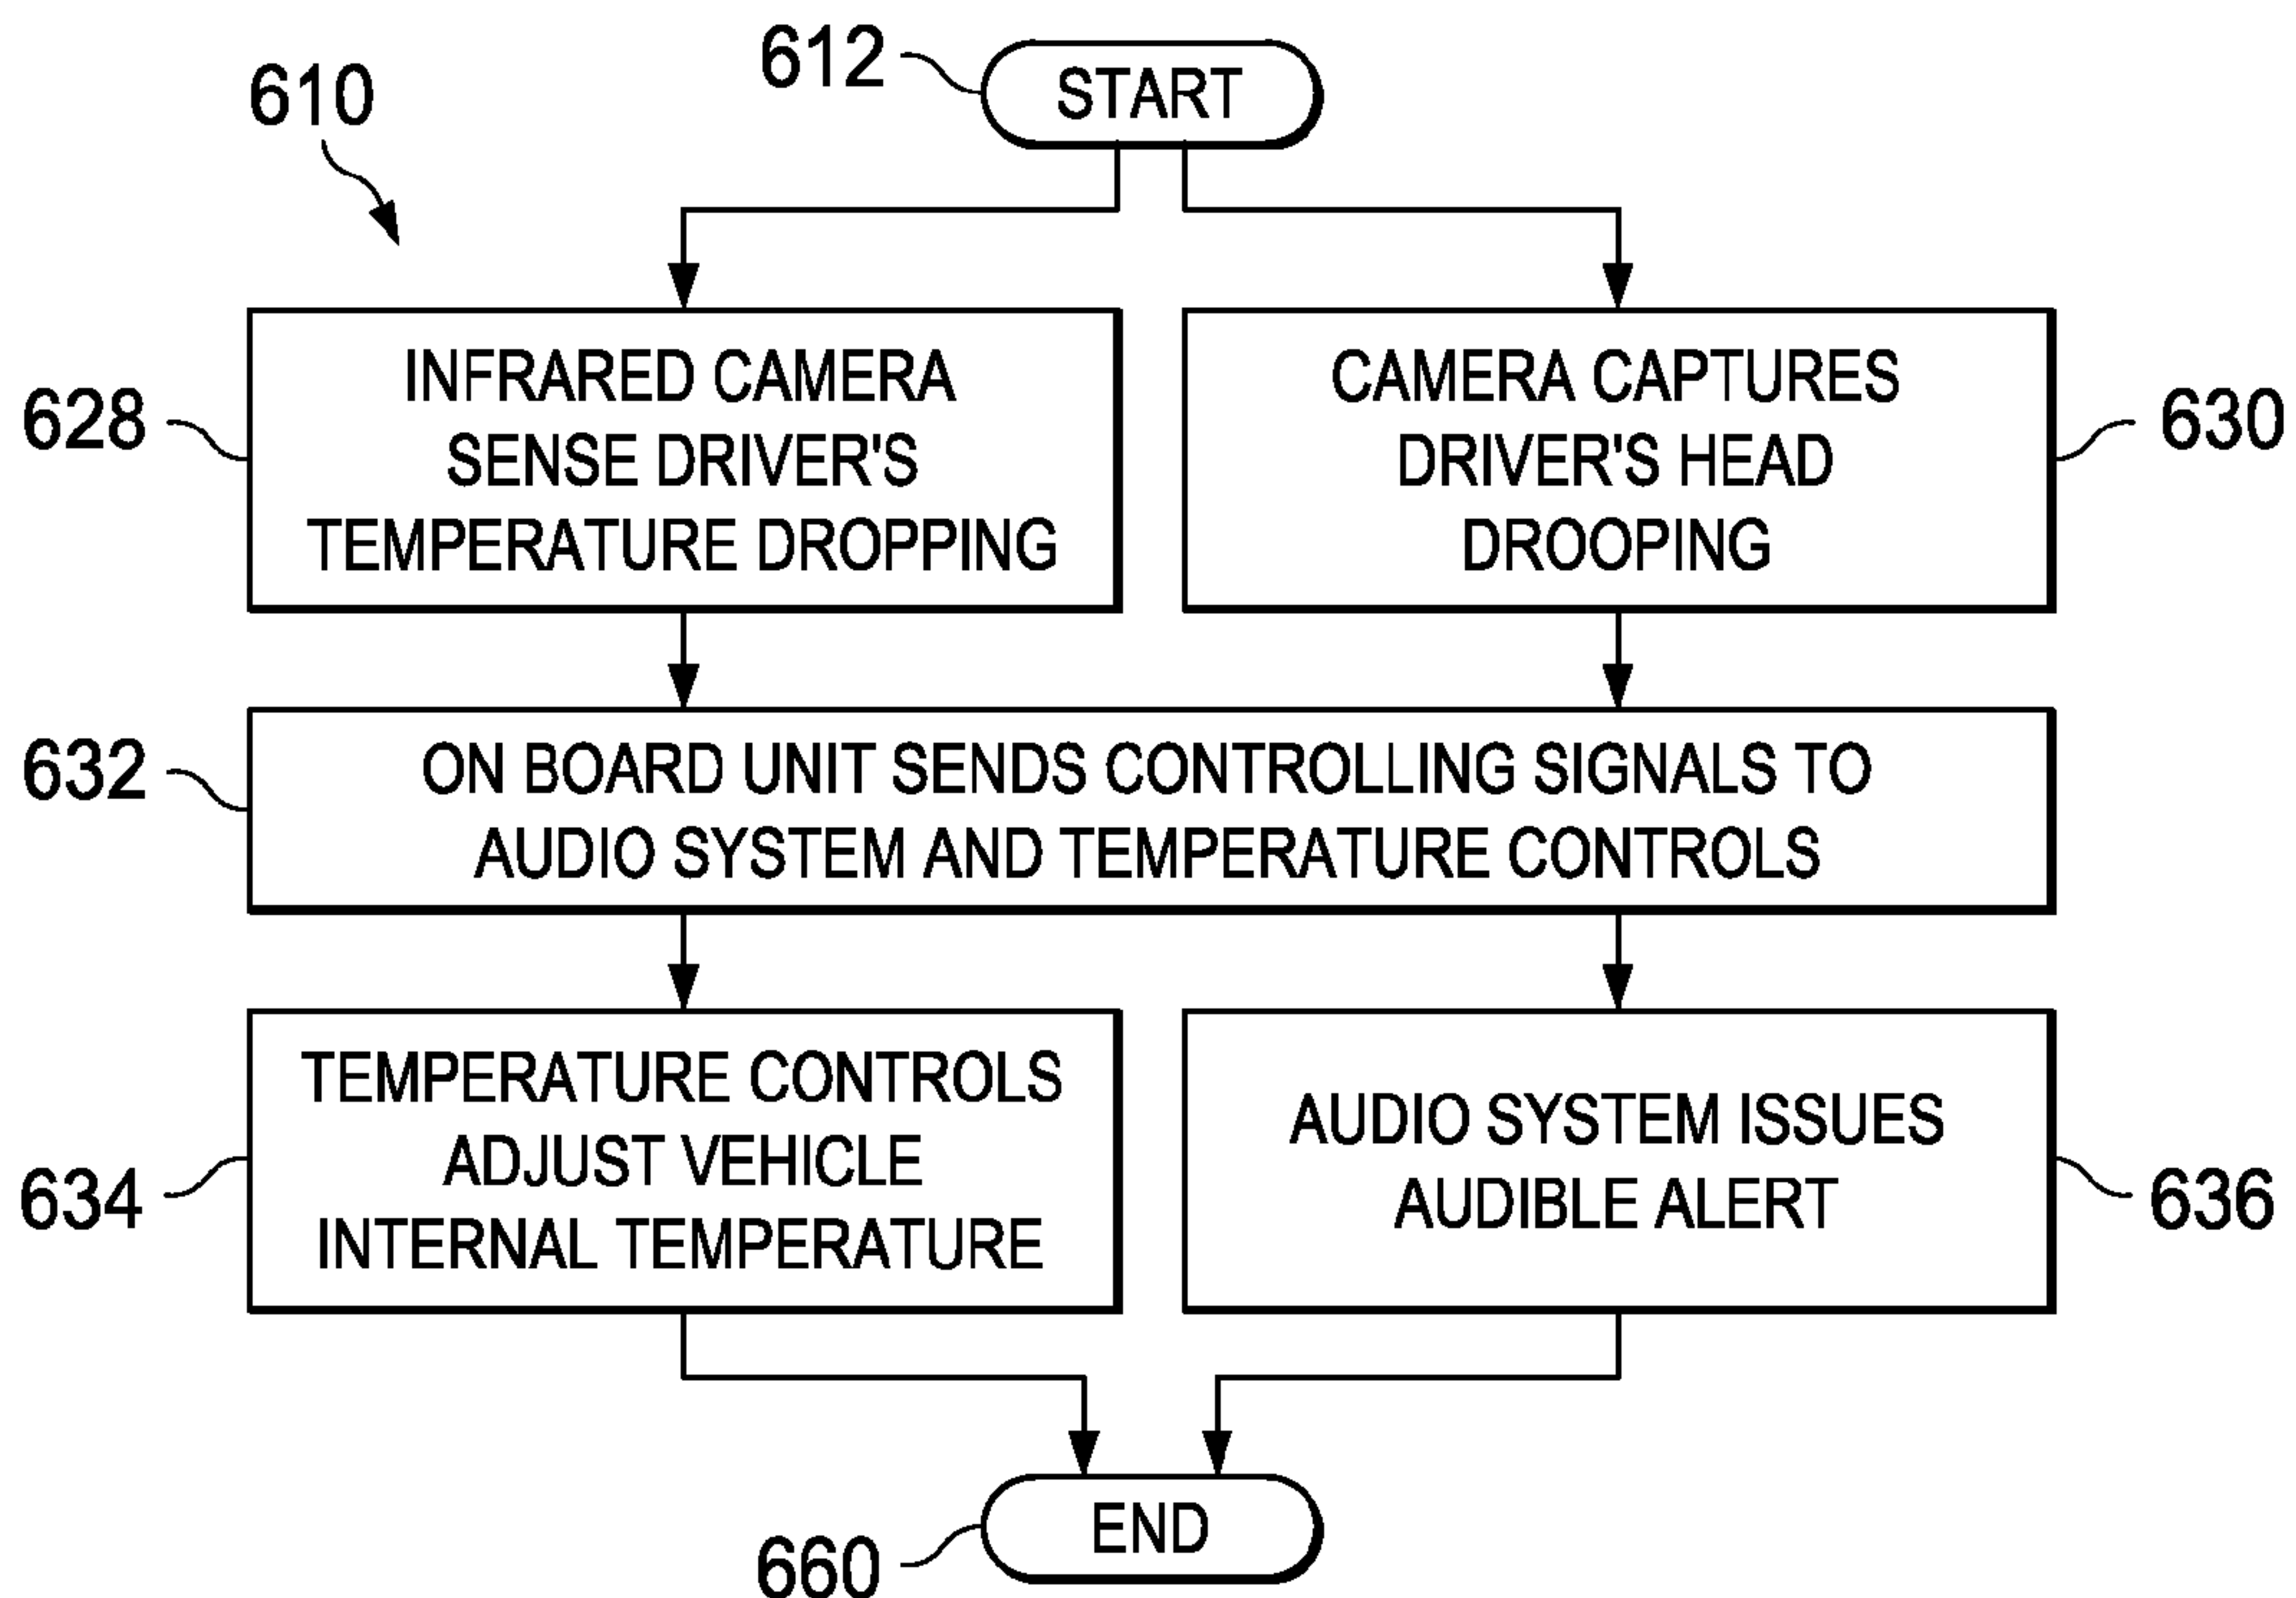 612
START
610
628
INFRARED CAMERA
SENSE DRIVER'S
TEMPERATURE DROPPING
CAMERA CAPTURES
DRIVER'S HEAD
DROOPING
630
632
ON BOARD UNIT SENDS CONTROLLING SIGNALS TO
AUDIO SYSTEM AND TEMPERATURE CONTROLS
634
TEMPERATURE CONTROLS
ADJUST VEHICLE
INTERNAL TEMPERATURE
AUDIO SYSTEM ISSUES
AUDIBLE ALERT
636
END
660